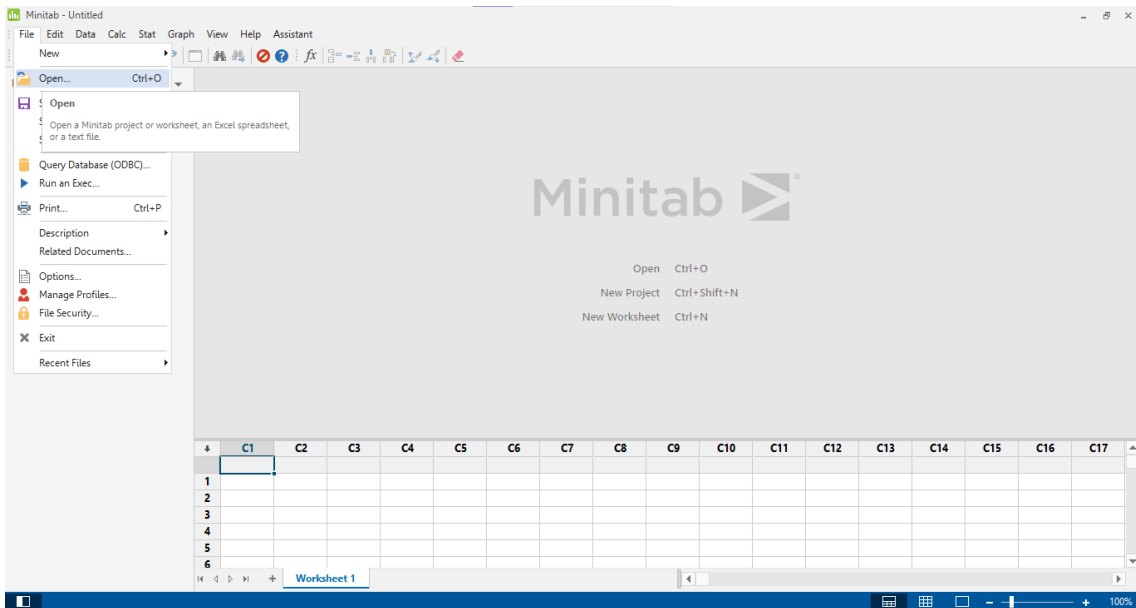 Minitab - Untitled
File Edit Data Calc Stat Graph View Help Assistant
New
fx
Open... Ctrl+O
Open
Open a Minitab project or worksheet, an Excel spreadsheet,
or a text file.
Query Database (ODBC)...
Run an Exec...
Print... Ctrl+P
Description
Related Documents...
Options...
Manage Profiles...
File Security...
Exit
Recent Files
Minitab
Open Ctrl+O
New Project Ctrl+Shift+N
New Worksheet Ctrl+N
C1 C2 C3 C4 C5 C6 C7 C8 C9 C10 C11 C12 C13 C14 C15 C16 C17
1
2
3
4
5
6
Worksheet 1
100%